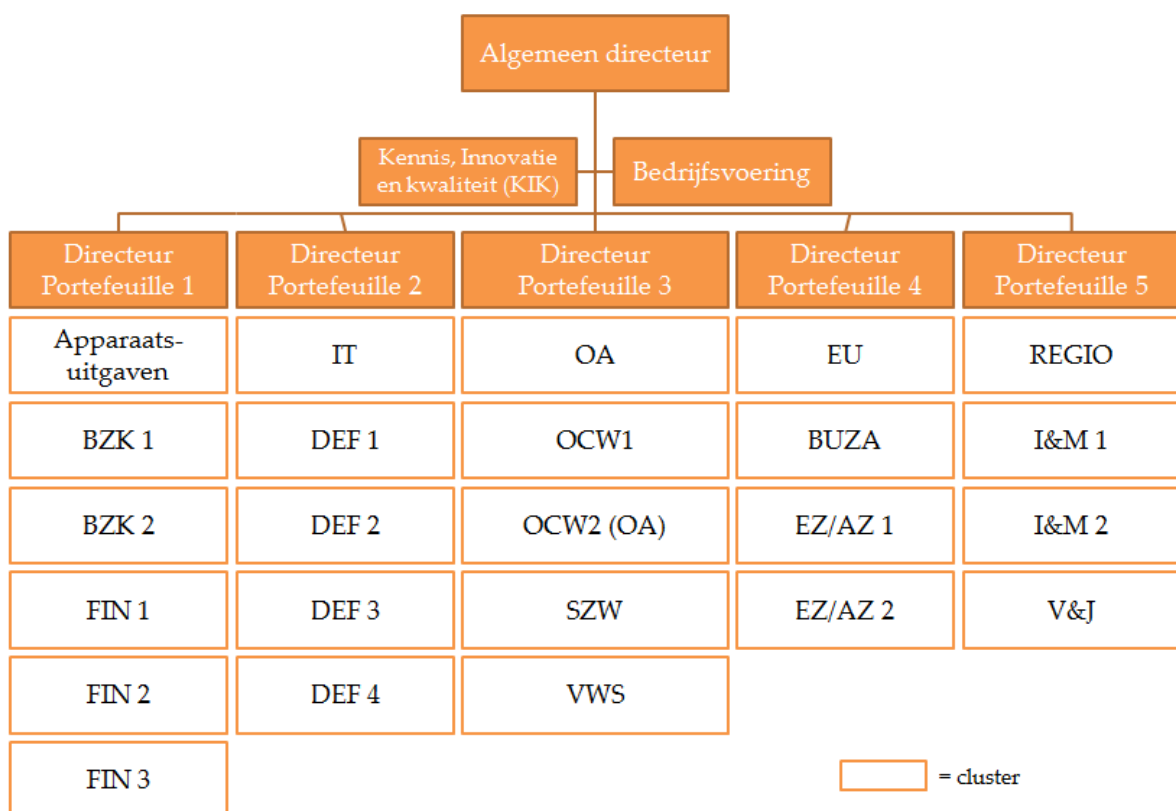 Algemeen directeur
Kennis, Innovatie
en kwaliteit (KIK)
Bedrijfsvoering
Directeur
Portefeuille 1
Directeur
Portefeuille 2
Directeur
Portefeuille 3
Directeur
Portefeuille 4
Directeur
Portefeuille 5
Apparaats-
uitgaven
IT
OA
EU
REGIO
BZK 1
DEF 1
OCW1
BUZA
I&M 1
BZK 2
DEF 2
OCW2 (OA)
EZ/AZ 1
I&M 2
FIN 1
DEF 3
SZW
EZ/AZ 2
V&J
FIN 2
DEF 4
VWS
FIN 3
= cluster